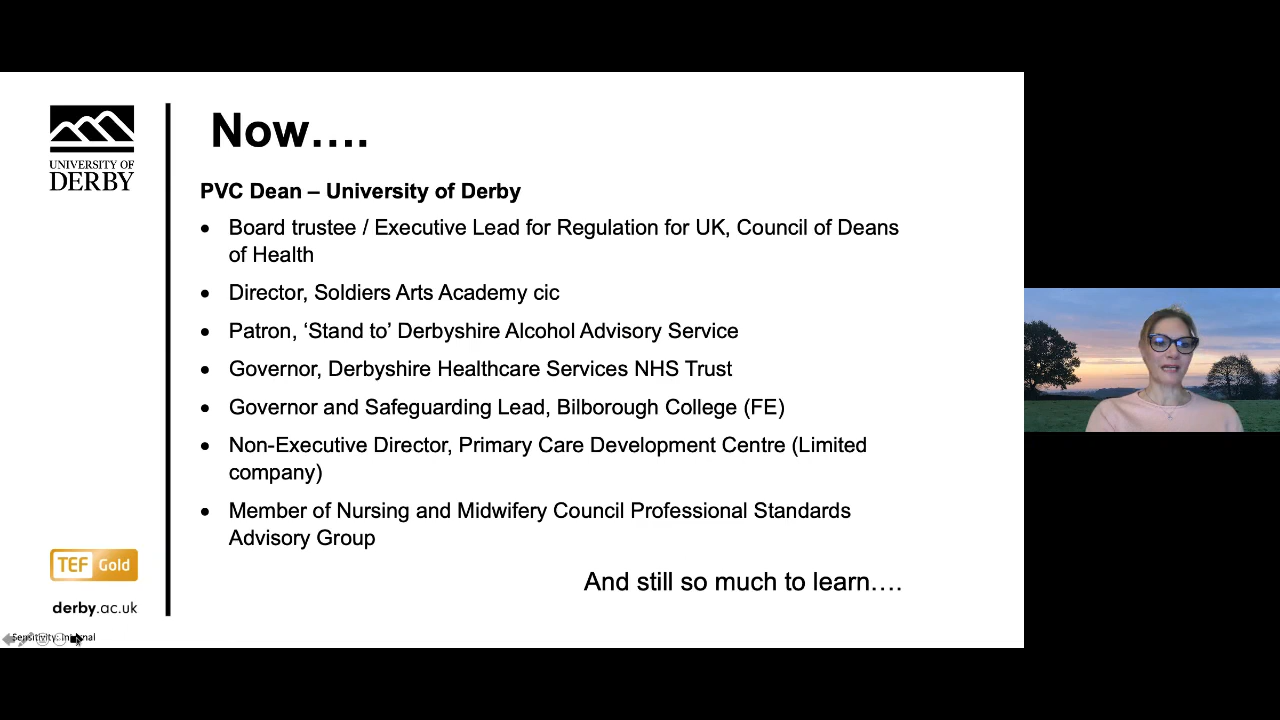 Now....
UNIVERSITY OF
DERBY
PVC Dean – University of Derby
• Board trustee / Executive Lead for Regulation for UK, Council of Deans
of Health
• Director, Soldiers Arts Academy cic
• Patron, ‘Stand to’ Derbyshire Alcohol Advisory Service
• Governor, Derbyshire Healthcare Services NHS Trust
• Governor and Safeguarding Lead, Bilborough College (FE)
• Non-Executive Director, Primary Care Development Centre (Limited
company)
• Member of Nursing and Midwifery Council Professional Standards
Advisory Group
TEF Gold
And still so much to learn....
derby.ac.uk
Sensitivity: Internal